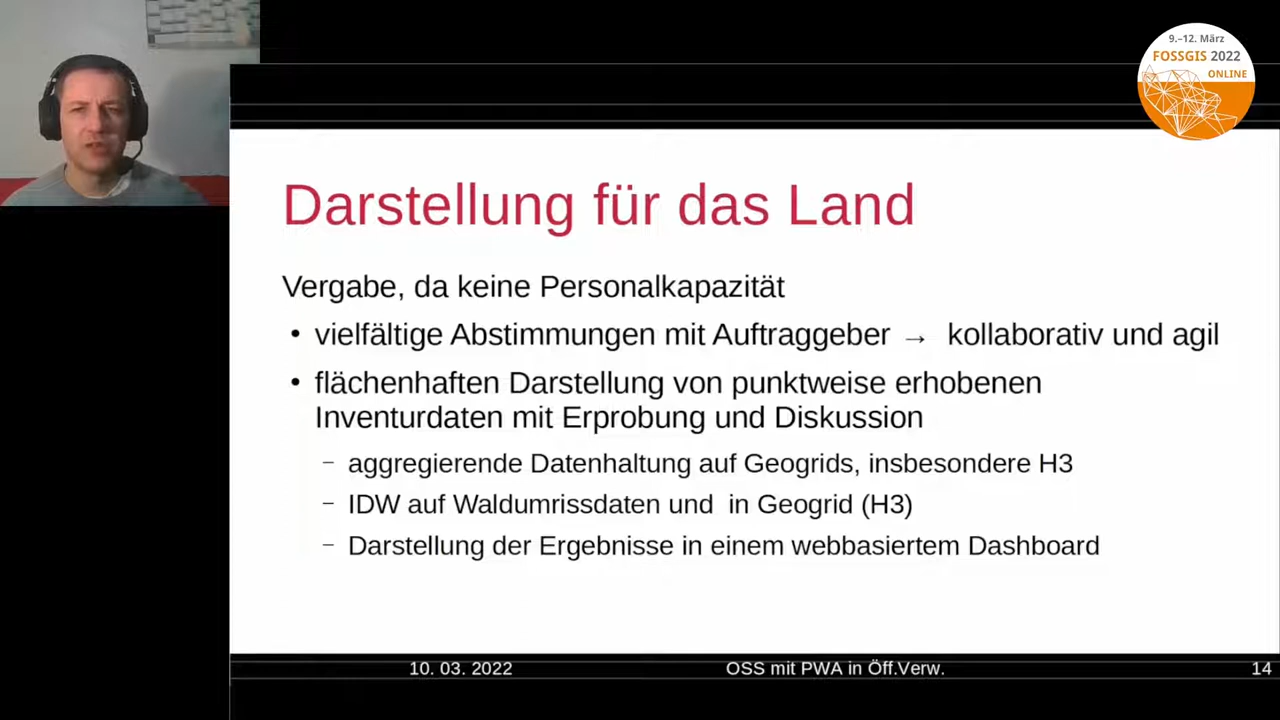 9.–12. März
FOSSGIS 2022
ONLINE
Darstellung für das Land
Vergabe, da keine Personalkapazität
• vielfältige Abstimmungen mit Auftraggeber → kollaborativ und agil
• flächenhaften Darstellung von punktweise erhobenen
Inventurdaten mit Erprobung und Diskussion
– aggregierende Datenhaltung auf Geogrids, insbesondere H3
– IDW auf Waldumrissdaten und in Geogrid (H3)
– Darstellung der Ergebnisse in einem webbasiertem Dashboard
10. 03. 2022
OSS mit PWA in Öff.Verw.
14